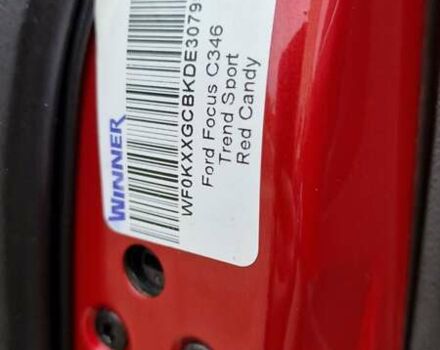 WINNER
WF0KXXGCBKDE3079
Ford Focus C346
Trend Sport
Red Candy